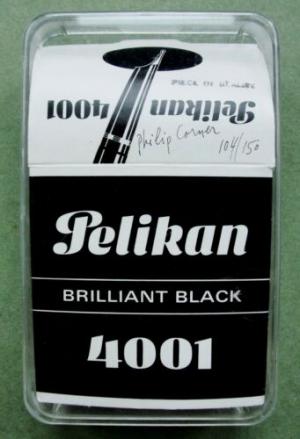 Pelikan
4001
Philip Corner 104/150
Pelikan
BRILLIANT BLACK
4001